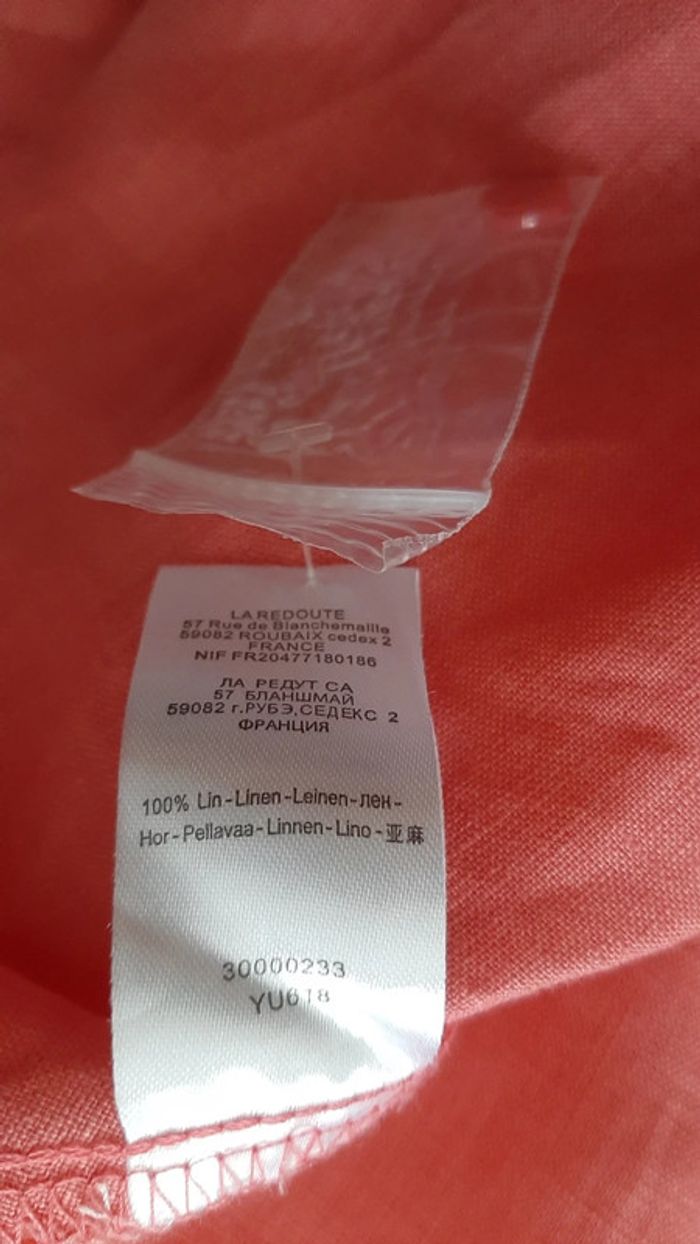 LA REDOUTE
57 Rue de Blanchemaille
59082 ROUBAIX cedex 2
FRANCE
NIF FR20477180186
ЛА РЕДУТ СА
57 БЛАНШМАЙ
59082 г.РУБЭ,СЕДЕКС 2
ФРАНЦИЯ
100% Lin-Linen-Leinen-лен-
Hor-Pellavaa-Linnen-Lino-亚麻
30000233
YU618